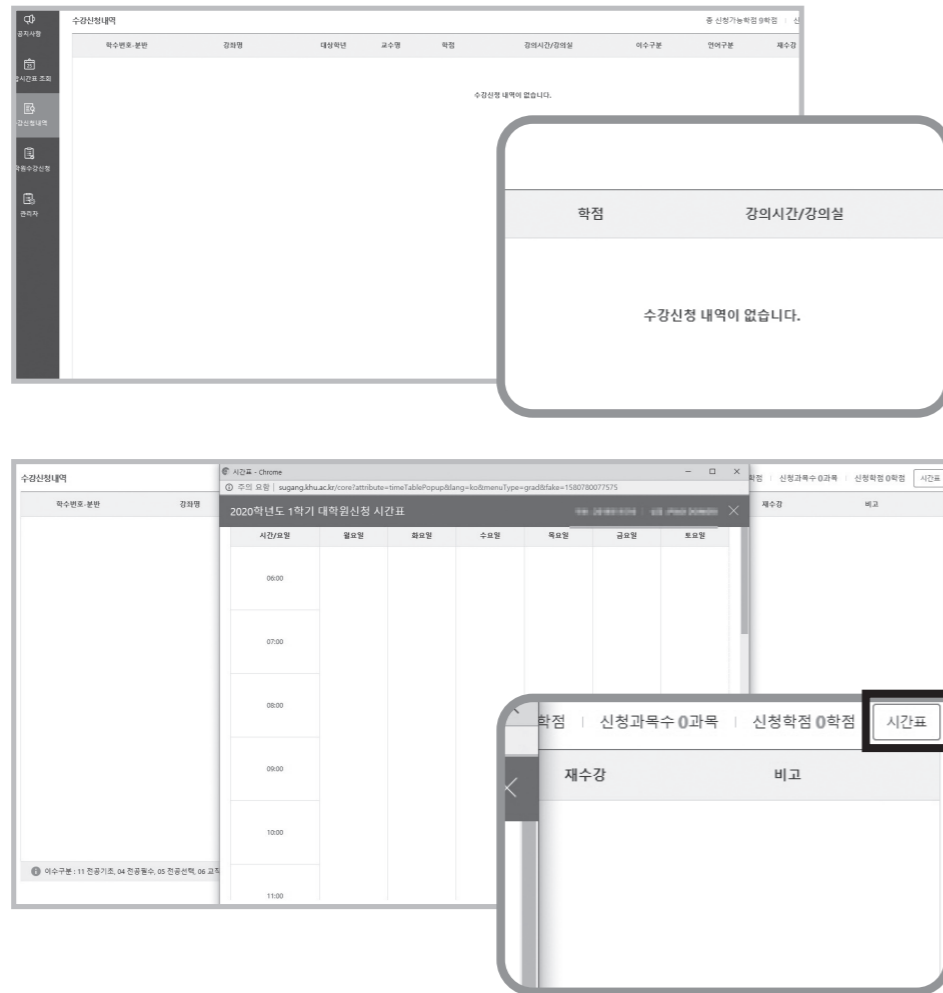 공지사항
수강신청내역
총 신청가능학점 9학점
학수번호-분반 강좌명 대상학년 교수명 학점 강의시간/강의실 이수구분 언어구분 재수강
시간표 조회
수강신청 내역이 없습니다.
강신청내역
학원수강신청
관리자
학점 강의시간/강의실
수강신청 내역이 없습니다.
시간표 - Chrome
수강신청내역
학점 신청과목수 0과목 신청학점 0학점 시간표
주의 요함 sugang.khu.ac.kr/core?attribute=timeTablePopup&lang=ko&menuType=grad&fake=1580780077575
학수번호-분반 강좌명
2020학년도 1학기 대학원신청 시간표
재수강 비고
시간/요일 월요일 화요일 수요일 목요일 금요일 토요일
06:00
07:00
08:00
09:00
10:00
11:00
학점 신청과목수 0과목 신청학점 0학점 시간표
재수강 비고
이수구분 : 11 전공기초, 04 전공필수, 05 전공선택, 06 교직